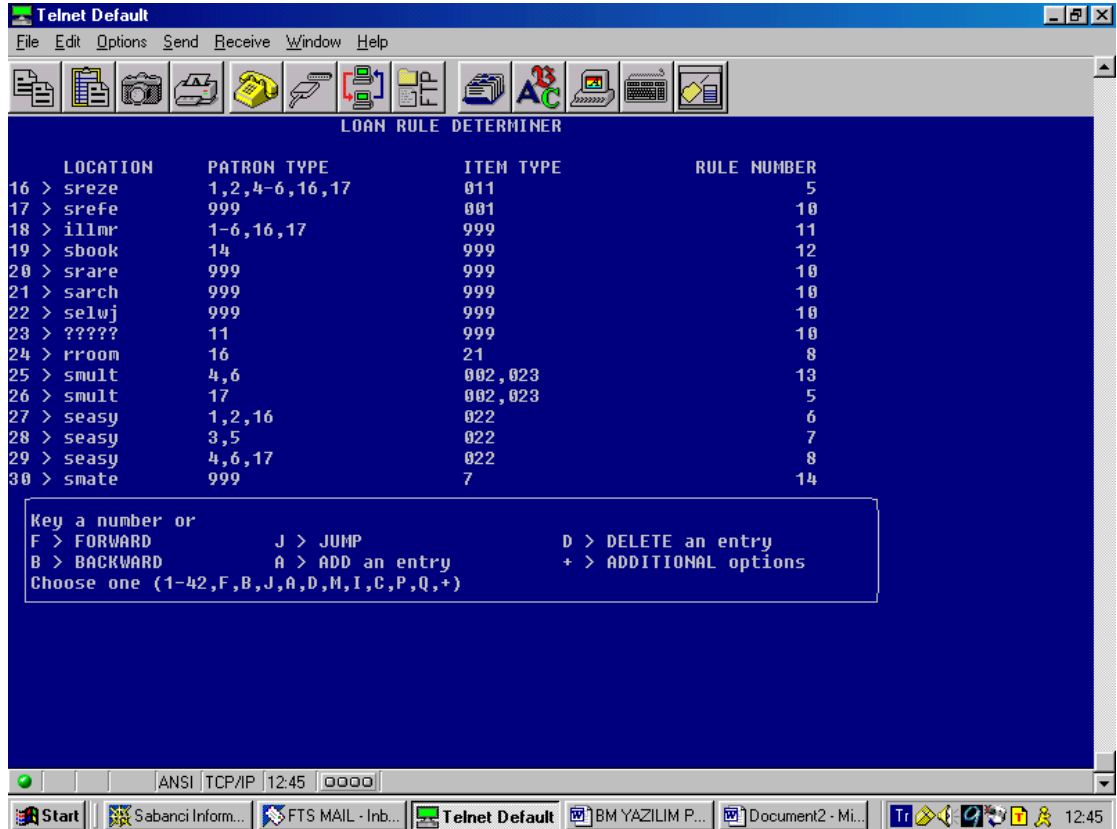 Telnet Default
File Edit Options Send Receive Window Help
FTP
LOAN RULE DETERMINER
LOCATION PATRON TYPE ITEM TYPE RULE NUMBER
16 > sreze 1,2,4-6,16,17 011 5
17 > srefe 999 001 10
18 > illmr 1-6,16,17 999 11
19 > sbook 14 999 12
20 > srare 999 999 10
21 > sarch 999 999 10
22 > selwj 999 999 10
23 > ????? 11 999 10
24 > rroom 16 21 8
25 > smult 4,6 002,023 13
26 > smult 17 002,023 5
27 > seasy 1,2,16 022 6
28 > seasy 3,5 022 7
29 > seasy 4,6,17 022 8
30 > smate 999 7 14
Key a number or
F > FORWARD J > JUMP D > DELETE an entry
B > BACKWARD A > ADD an entry + > ADDITIONAL options
Choose one (1-42,F,B,J,A,D,M,I,C,P,Q,+)
ANSI TCP/IP 12:45
Start Sabanci Inform... FTS MAIL - Inb... Telnet Default BM YAZILIM P... Document2 - Mi... Tr 12:45